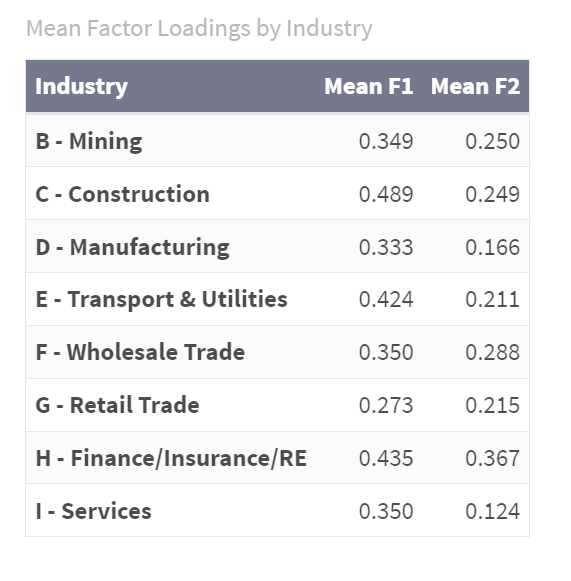 Mean Factor Loadings by Industry
Industry Mean F1 Mean F2
B - Mining 0.349 0.250
C - Construction 0.489 0.249
D - Manufacturing 0.333 0.166
E - Transport & Utilities 0.424 0.211
F - Wholesale Trade 0.350 0.288
G - Retail Trade 0.273 0.215
H - Finance/Insurance/RE 0.435 0.367
I - Services 0.350 0.124